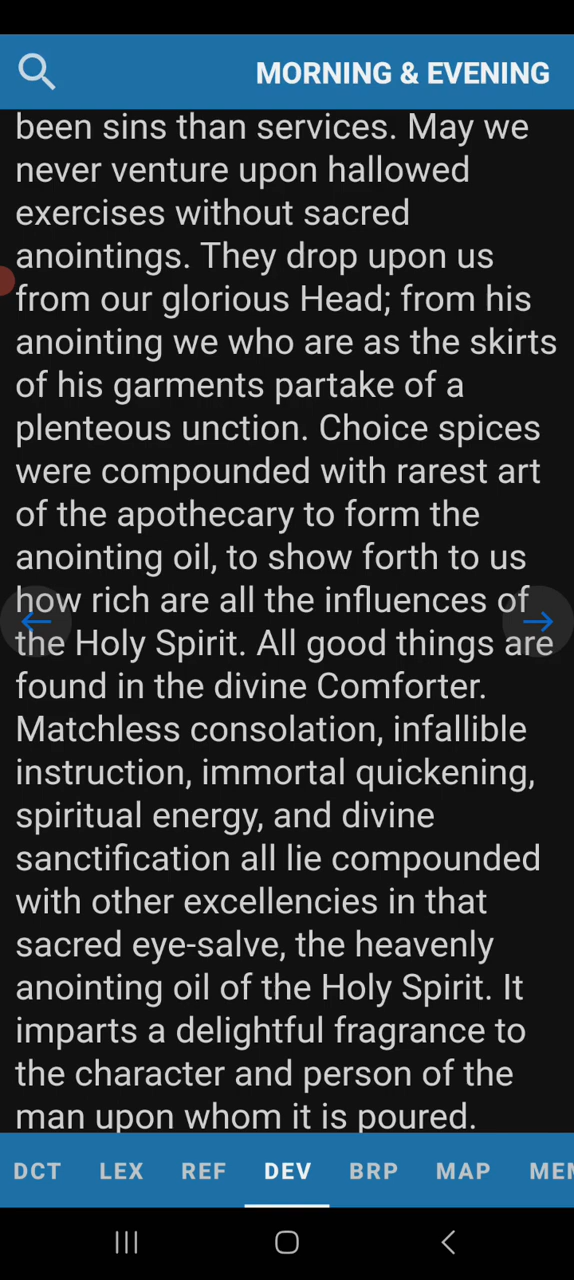 MORNING & EVENING
been sins than services. May we
never venture upon hallowed
exercises without sacred
anointings. They drop upon us
from our glorious Head; from his
anointing we who are as the skirts
of his garments partake of a
plenteous unction. Choice spices
were compounded with rarest art
of the apothecary to form the
anointing oil, to show forth to us
how rich are all the influences of
the Holy Spirit. All good things are
found in the divine Comforter.
Matchless consolation, infallible
instruction, immortal quickening,
spiritual energy, and divine
sanctification all lie compounded
with other excellencies in that
sacred eye-salve, the heavenly
anointing oil of the Holy Spirit. It
imparts a delightful fragrance to
the character and person of the
man upon whom it is poured.
DCT LEX REF DEV BRP MAP MEM